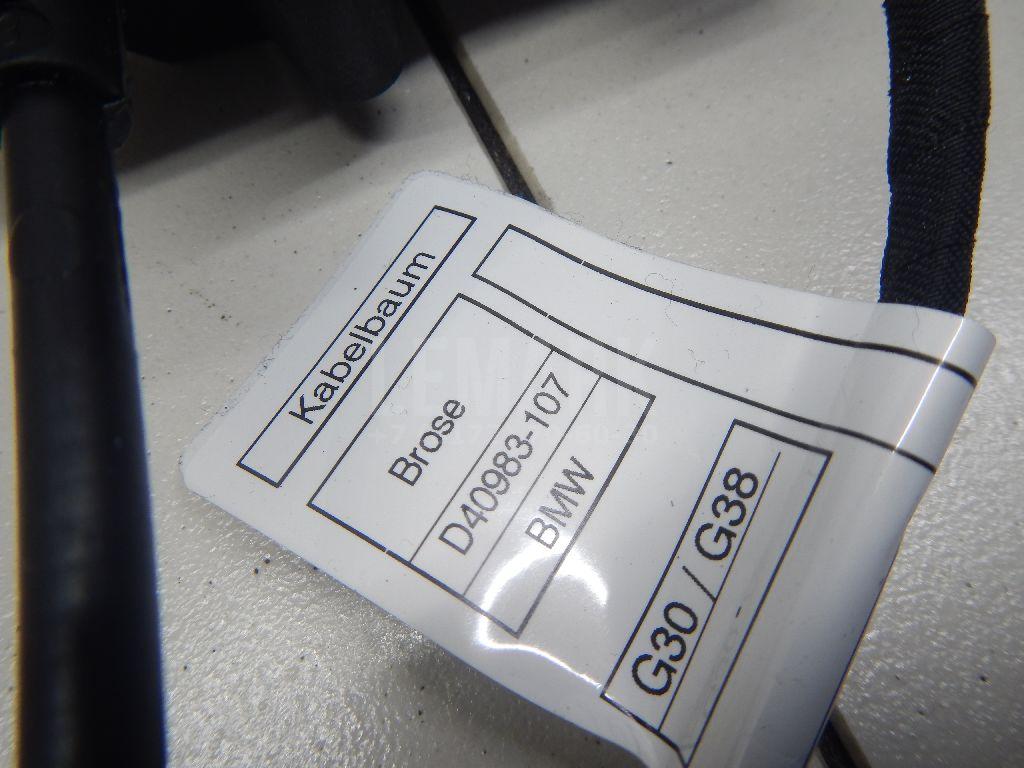 Kabelbaum
Brose
D40983-107
BMW
G30 / G38
-